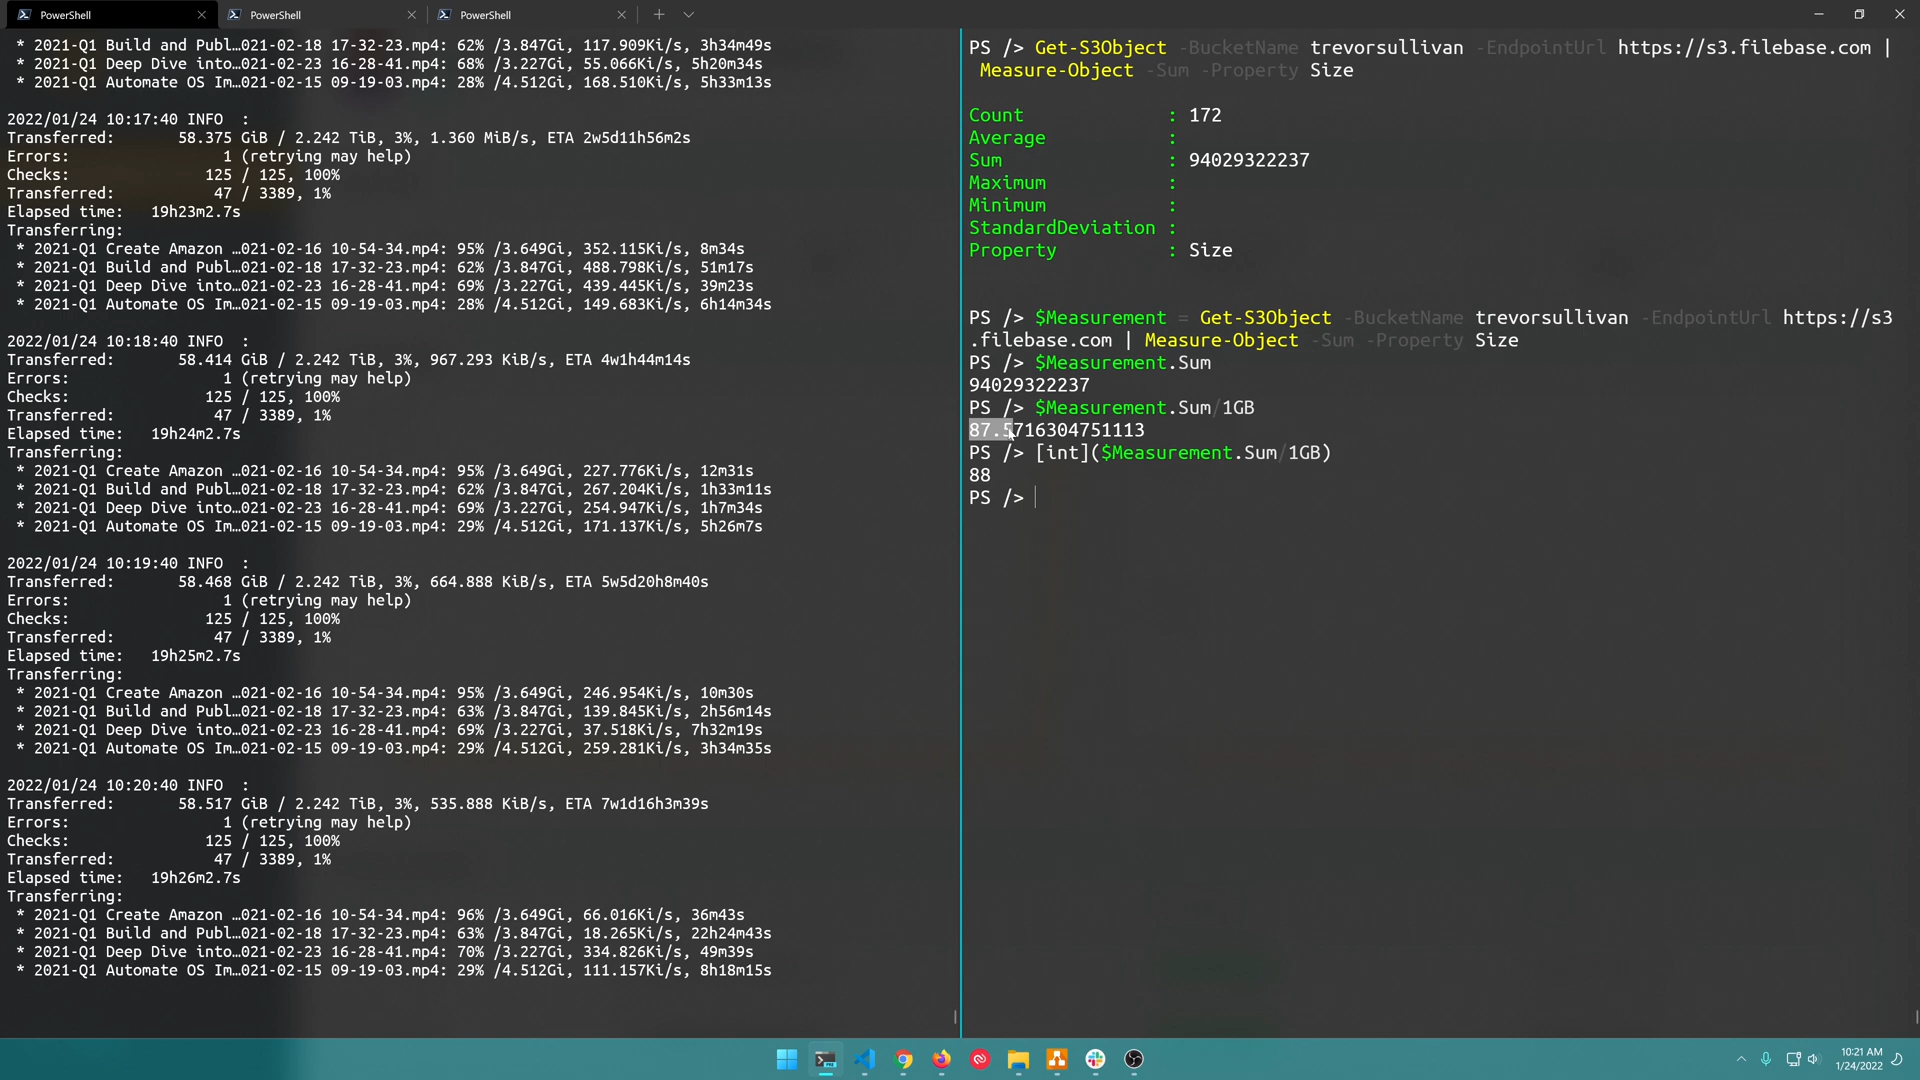 PowerShell
PowerShell
PowerShell
* 2021-Q1 Build and Publ…021-02-18 17-32-23.mp4: 62% /3.847Gi, 117.909Ki/s, 3h34m49s
* 2021-Q1 Deep Dive into…021-02-23 16-28-41.mp4: 68% /3.227Gi, 55.066Ki/s, 5h20m34s
* 2021-Q1 Automate OS Im…021-02-15 09-19-03.mp4: 28% /4.512Gi, 168.510Ki/s, 5h33m13s
2022/01/24 10:17:40 INFO  :
Transferred: 58.375 GiB / 2.242 TiB, 3%, 1.360 MiB/s, ETA 2w5d11h56m2s
Errors: 1 (retrying may help)
Checks: 125 / 125, 100%
Transferred: 47 / 3389, 1%
Elapsed time: 19h23m2.7s
Transferring:
* 2021-Q1 Create Amazon …021-02-16 10-54-34.mp4: 95% /3.649Gi, 352.115Ki/s, 8m34s
* 2021-Q1 Build and Publ…021-02-18 17-32-23.mp4: 62% /3.847Gi, 488.798Ki/s, 51m17s
* 2021-Q1 Deep Dive into…021-02-23 16-28-41.mp4: 69% /3.227Gi, 439.445Ki/s, 39m23s
* 2021-Q1 Automate OS Im…021-02-15 09-19-03.mp4: 28% /4.512Gi, 149.683Ki/s, 6h14m34s
2022/01/24 10:18:40 INFO  :
Transferred: 58.414 GiB / 2.242 TiB, 3%, 967.293 KiB/s, ETA 4w1h44m14s
Errors: 1 (retrying may help)
Checks: 125 / 125, 100%
Transferred: 47 / 3389, 1%
Elapsed time: 19h24m2.7s
Transferring:
* 2021-Q1 Create Amazon …021-02-16 10-54-34.mp4: 95% /3.649Gi, 227.776Ki/s, 12m31s
* 2021-Q1 Build and Publ…021-02-18 17-32-23.mp4: 62% /3.847Gi, 267.204Ki/s, 1h33m11s
* 2021-Q1 Deep Dive into…021-02-23 16-28-41.mp4: 69% /3.227Gi, 254.947Ki/s, 1h7m34s
* 2021-Q1 Automate OS Im…021-02-15 09-19-03.mp4: 29% /4.512Gi, 171.137Ki/s, 5h26m7s
2022/01/24 10:19:40 INFO  :
Transferred: 58.468 GiB / 2.242 TiB, 3%, 664.888 KiB/s, ETA 5w5d20h8m40s
Errors: 1 (retrying may help)
Checks: 125 / 125, 100%
Transferred: 47 / 3389, 1%
Elapsed time: 19h25m2.7s
Transferring:
* 2021-Q1 Create Amazon …021-02-16 10-54-34.mp4: 95% /3.649Gi, 246.954Ki/s, 10m30s
* 2021-Q1 Build and Publ…021-02-18 17-32-23.mp4: 63% /3.847Gi, 139.845Ki/s, 2h56m14s
* 2021-Q1 Deep Dive into…021-02-23 16-28-41.mp4: 69% /3.227Gi, 37.518Ki/s, 7h32m19s
* 2021-Q1 Automate OS Im…021-02-15 09-19-03.mp4: 29% /4.512Gi, 259.281Ki/s, 3h34m35s
2022/01/24 10:20:40 INFO  :
Transferred: 58.517 GiB / 2.242 TiB, 3%, 535.888 KiB/s, ETA 7w1d16h3m39s
Errors: 1 (retrying may help)
Checks: 125 / 125, 100%
Transferred: 47 / 3389, 1%
Elapsed time: 19h26m2.7s
Transferring:
* 2021-Q1 Create Amazon …021-02-16 10-54-34.mp4: 96% /3.649Gi, 66.016Ki/s, 36m43s
* 2021-Q1 Build and Publ…021-02-18 17-32-23.mp4: 63% /3.847Gi, 18.265Ki/s, 22h24m43s
* 2021-Q1 Deep Dive into…021-02-23 16-28-41.mp4: 70% /3.227Gi, 334.826Ki/s, 49m39s
* 2021-Q1 Automate OS Im…021-02-15 09-19-03.mp4: 29% /4.512Gi, 111.157Ki/s, 8h18m15s
PS /> Get-S3Object -BucketName trevorsullivan -EndpointUrl https://s3.filebase.com |
Measure-Object -Sum -Property Size
Count : 172
Average :
Sum : 94029322237
Maximum :
Minimum :
StandardDeviation :
Property : Size
PS /> $Measurement = Get-S3Object -BucketName trevorsullivan -EndpointUrl https://s3
.filebase.com | Measure-Object -Sum -Property Size
PS /> $Measurement.Sum
94029322237
PS /> $Measurement.Sum/1GB
87.5716304751113
PS /> [int]($Measurement.Sum/1GB)
88
PS />
10:21 AM
1/24/2022